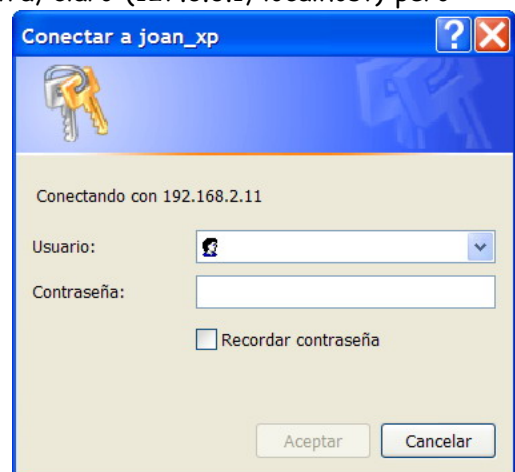 Conectar a joan_xp
Conectando con 192.168.2.11
Usuario:
Contraseña:
Recordar contraseña
Aceptar
Cancelar